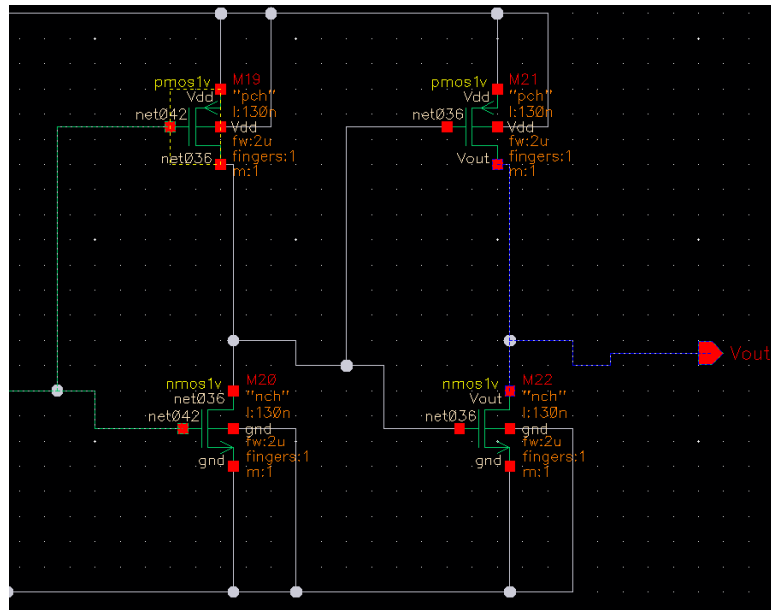 pmos1v
M19
Vdd
"pch"
l:130n
net042
Vdd
fw:2u
net036
fingers:1
m:1
pmos1v
M21
Vdd
"pch"
l:130n
net036
Vdd
fw:2u
Vout
fingers:1
m:1
Vout
nmos1v
M20
net036
"nch"
l:130n
net042
gnd
fw:2u
gnd
fingers:1
m:1
nmos1v
M22
Vout
"nch"
l:130n
net036
gnd
fw:2u
gnd
fingers:1
m:1